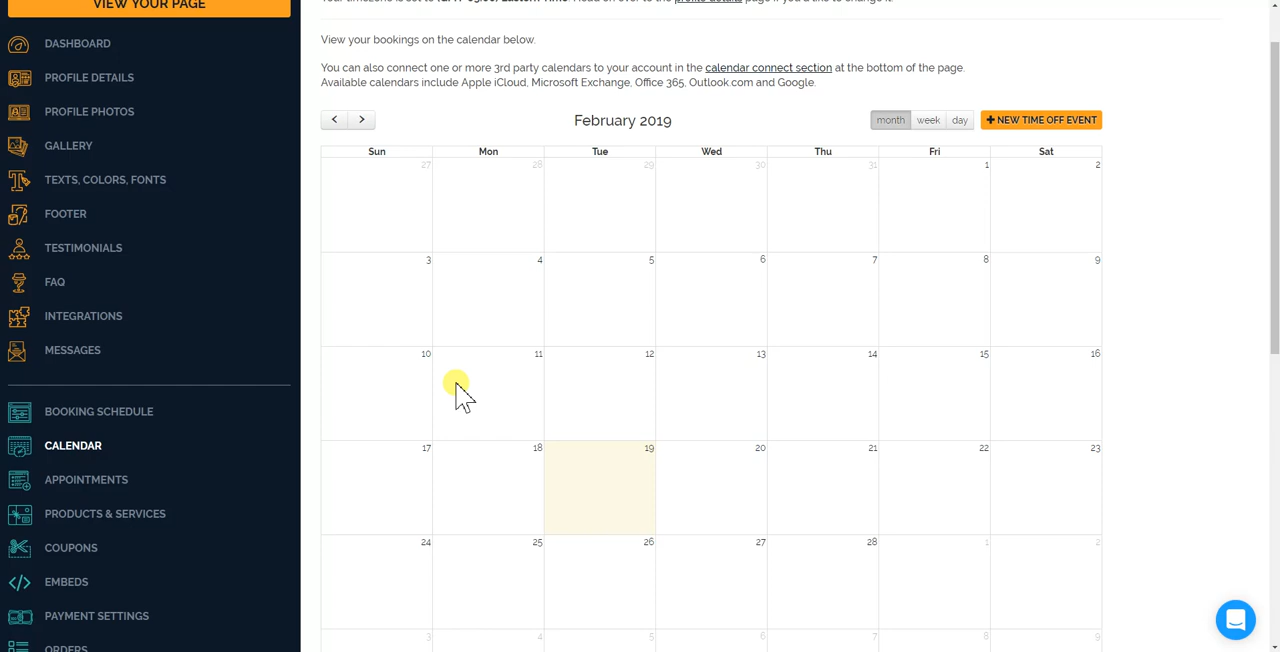 VIEW YOUR PAGE
DASHBOARD
PROFILE DETAILS
PROFILE PHOTOS
GALLERY
TEXTS, COLORS, FONTS
FOOTER
TESTIMONIALS
FAQ
INTEGRATIONS
MESSAGES
BOOKING SCHEDULE
CALENDAR
APPOINTMENTS
PRODUCTS & SERVICES
COUPONS
EMBEDS
PAYMENT SETTINGS
ORDERS
View your bookings on the calendar below.
You can also connect one or more 3rd party calendars to your account in the calendar connect section at the bottom of the page.
Available calendars include Apple iCloud, Microsoft Exchange, Office 365, Outlook.com and Google.
February 2019
month week day + NEW TIME OFF EVENT
Sun Mon Tue Wed Thu Fri Sat
27 28 29 30 31 1 2
3 4 5 6 7 8 9
10 11 12 13 14 15 16
17 18 19 20 21 22 23
24 25 26 27 28 1 2
3 4 5 6 7 8 9